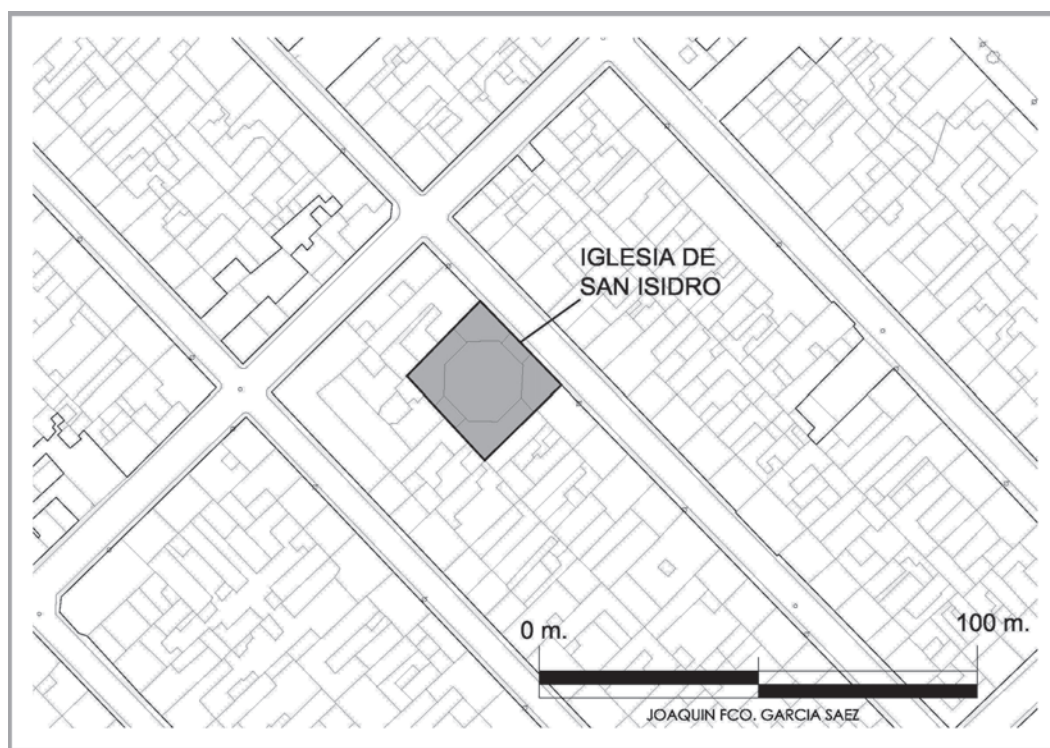 IGLESIA DE
SAN ISIDRO
0 m.
100 m.
JOAQUIN FCO. GARCIA SAEZ